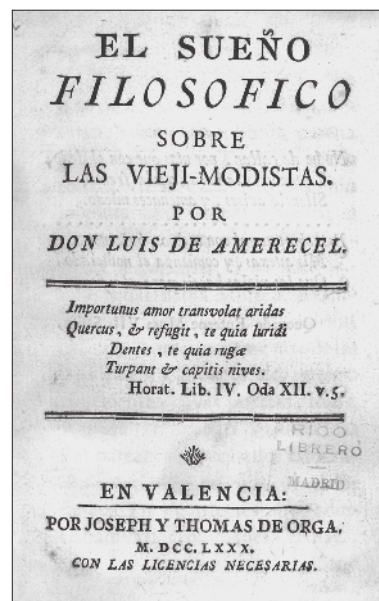 EL SUEÑO
FILOSOFICO
SOBRE
LAS VIEJI-MODISTAS.
POR
DON LUIS DE AMERECEL.
Importunus amor transvolat aridas
Quercus, & refugit, te quia luridi
Dentes, te quia rugæ
Turpant & capitis nives.
Horat. Lib. IV. Oda XII. v. 5.
RICO
LIBRERO
MADRID
EN VALENCIA:
POR JOSEPH Y THOMAS DE ORGA.
M. DCC. LXXX.
CON LAS LICENCIAS NECESARIAS.